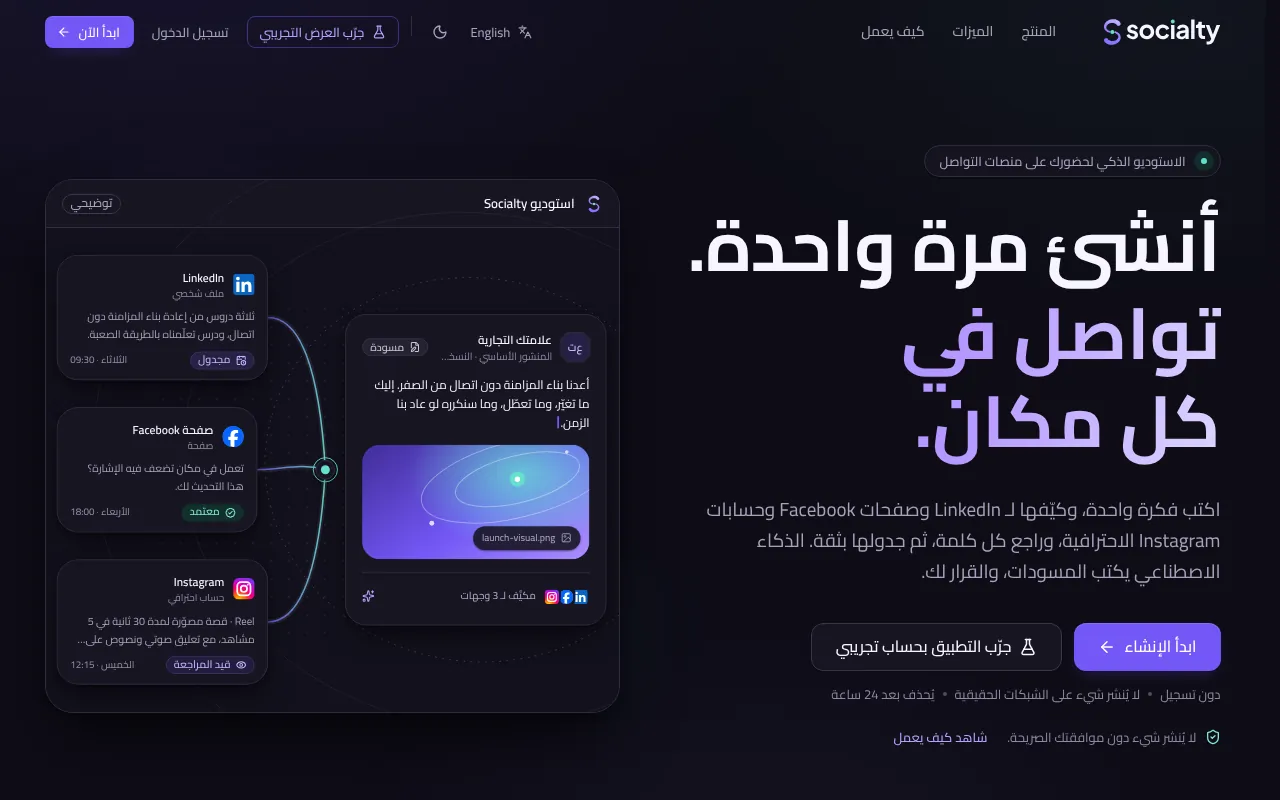 socialty
المنتج
الميزات
كيف يعمل
English
جرّب العرض التجريبي
تسجيل الدخول
ابدأ الآن
الاستوديو الذكي لحضورك على منصات التواصل
أنشئ مرة واحدة.
تواصل في
كل مكان.
اكتب فكرة واحدة، وكيّفها لـ LinkedIn وصفحات Facebook وحسابات
Instagram الاحترافية، وراجع كل كلمة، ثم جدولها بثقة. الذكاء
الاصطناعي يكتب المسودات، والقرار لك.
ابدأ الإنشاء
جرّب التطبيق بحساب تجريبي
دون تسجيل • لا يُنشر شيء على الشبكات الحقيقية • يُحذف بعد 24 ساعة
لا يُنشر شيء دون موافقتك الصريحة.
شاهد كيف يعمل
استوديو Socialty
توضيحي
عت
علامتك التجارية
المنشور الأساسي · النسخ...
مسودة
أعدنا بناء المزامنة دون اتصال من الصفر. إليك
ما تغيّر، وما تعطّل، وما سنكرره لو عاد بنا
الزمن.
launch-visual.png
مكيّف لـ 3 وجهات
LinkedIn
ملف شخصي
ثلاثة دروس من إعادة بناء المزامنة دون
اتصال، ودرس تعلّمناه بالطريقة الصعبة.
مجدول
الثلاثاء · 09:30
صفحة Facebook
صفحة
تعمل في مكان تضعف فيه الإشارة؟
هذا التحديث لك.
معتمد
الأربعاء · 18:00
Instagram
حساب احترافي
Reel · قصة مصوّرة لمدة 30 ثانية في 5
مشاهد، مع تعليق صوتي ونصوص على...
قيد المراجعة
الخميس · 12:15